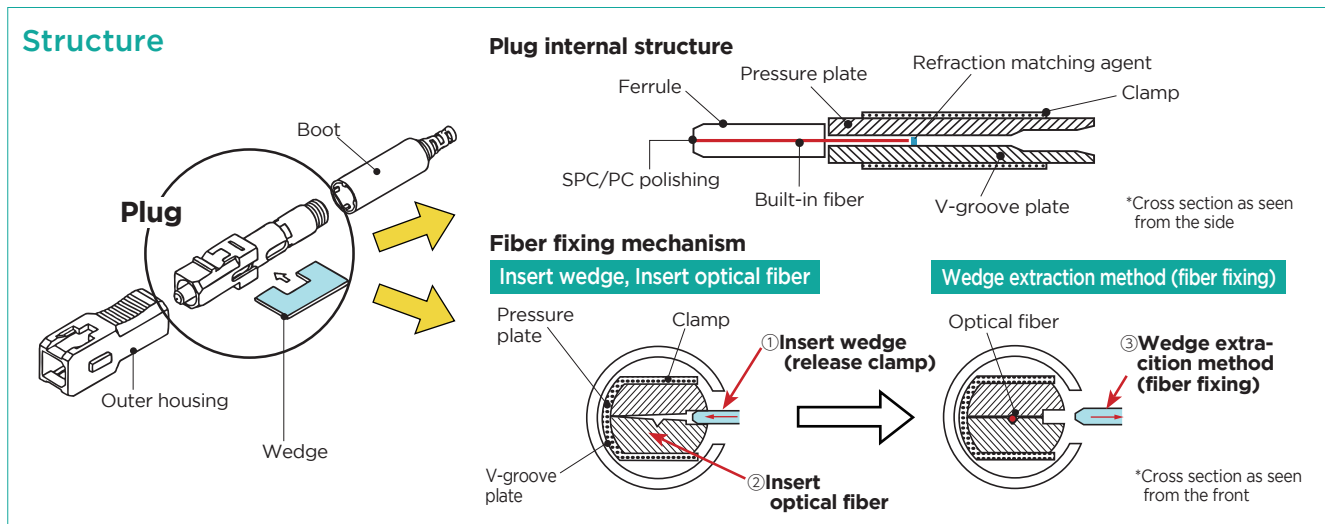 Structure
Boot
Plug
Outer housing
Wedge
Plug internal structure
Refraction matching agent
Pressure plate
Clamp
Ferrule
SPC/PC polishing
Built-in fiber
V-groove plate
*Cross section as seen
from the side
Fiber fixing mechanism
Insert wedge, Insert optical fiber
Pressure
plate
Clamp
①Insert wedge
(release clamp)
V-groove
plate
②Insert
optical fiber
Wedge extraction method (fiber fixing)
Optical fiber
③Wedge extra-
cition method
(fiber fixing)
*Cross section as seen
from the front